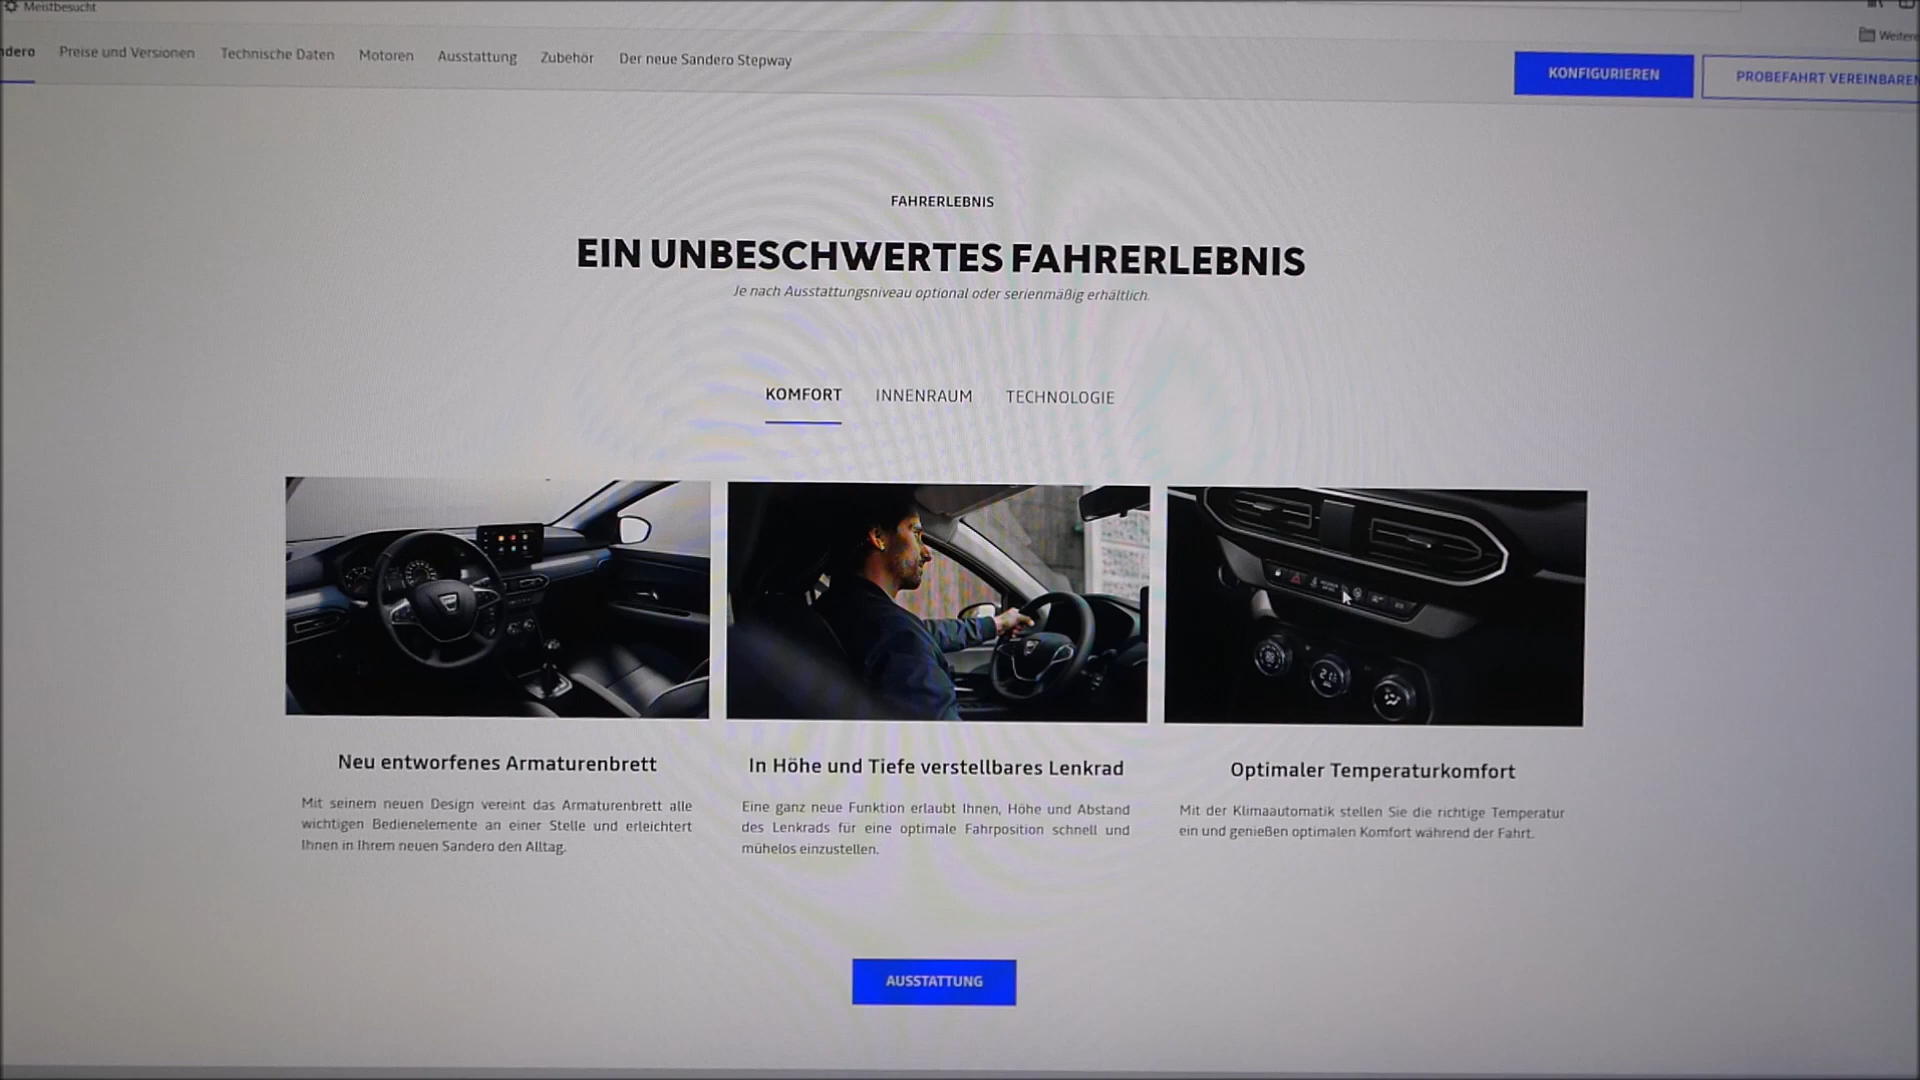 Meistbesucht
Weitere
ndero Preise und Versionen Technische Daten Motoren Ausstattung Zubehör Der neue Sandero Stepway
KONFIGURIEREN
PROBEFAHRT VEREINBAREN
FAHRERLEBNIS
EIN UNBESCHWERTES FAHRERLEBNIS
Je nach Ausstattungsniveau optional oder serienmäßig erhältlich.
KOMFORT INNENRAUM TECHNOLOGIE
Neu entworfenes Armaturenbrett
Mit seinem neuen Design vereint das Armaturenbrett alle
wichtigen Bedienelemente an einer Stelle und erleichtert
Ihnen in Ihrem neuen Sandero den Alltag.
In Höhe und Tiefe verstellbares Lenkrad
Eine ganz neue Funktion erlaubt Ihnen, Höhe und Abstand
des Lenkrads für eine optimale Fahrposition schnell und
mühelos einzustellen.
Optimaler Temperaturkomfort
Mit der Klimaautomatik stellen Sie die richtige Temperatur
ein und genießen optimalen Komfort während der Fahrt.
AUSSTATTUNG